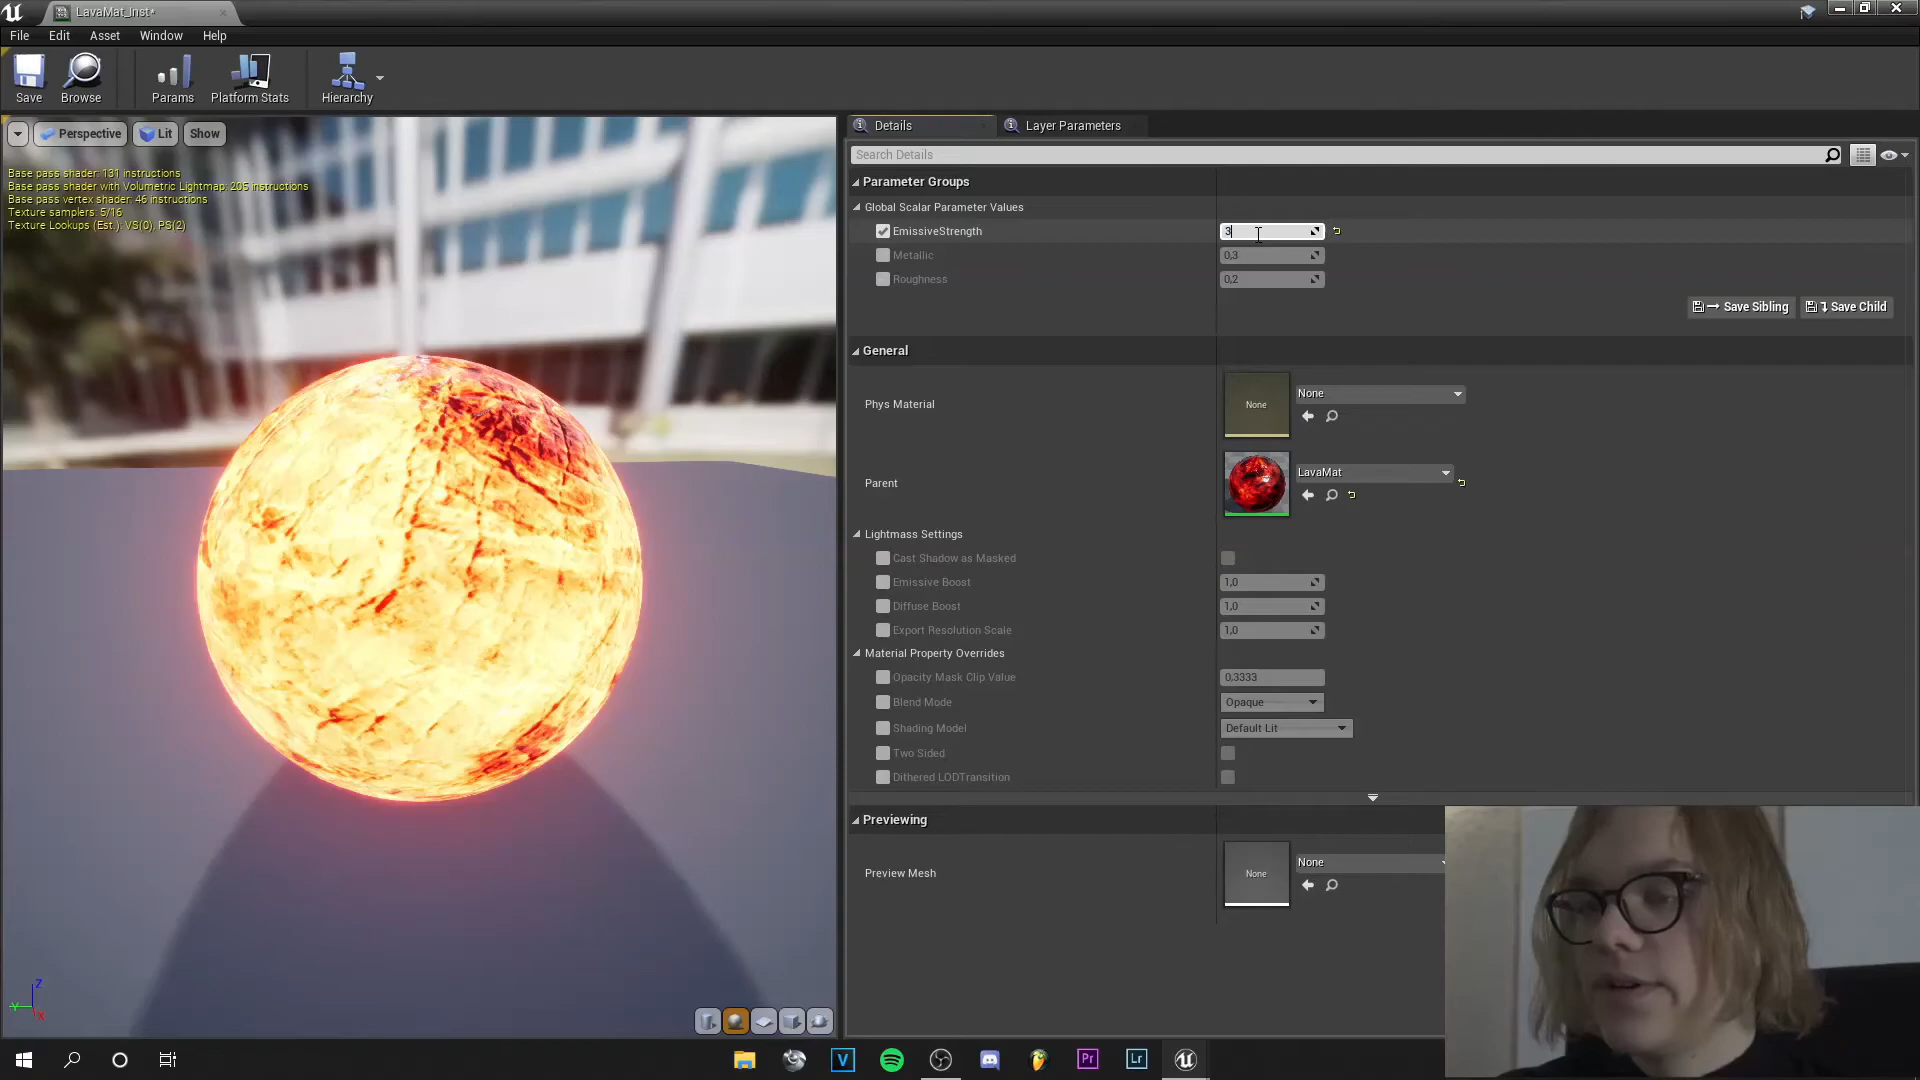 LavaMat_Inst*
File Edit Asset Window Help
Save Browse Params Platform Stats Hierarchy
Perspective Lit Show
Base pass shader: 131 instructions
Base pass shader with Volumetric Lightmap: 205 instructions
Base pass vertex shader: 46 instructions
Texture samplers: 5/16
Texture Lookups (Est.): VS(0), PS(2)
Z
Y
X
Details Layer Parameters
Search Details
Parameter Groups
Global Scalar Parameter Values
EmissiveStrength 3
Metallic 0,3
Roughness 0,2
Save Sibling Save Child
General
Phys Material None None
Parent LavaMat
Lightmass Settings
Cast Shadow as Masked
Emissive Boost 1,0
Diffuse Boost 1,0
Export Resolution Scale 1,0
Material Property Overrides
Opacity Mask Clip Value 0,3333
Blend Mode Opaque
Shading Model Default Lit
Two Sided
Dithered LODTransition
Previewing
Preview Mesh None None
V Pr Lr